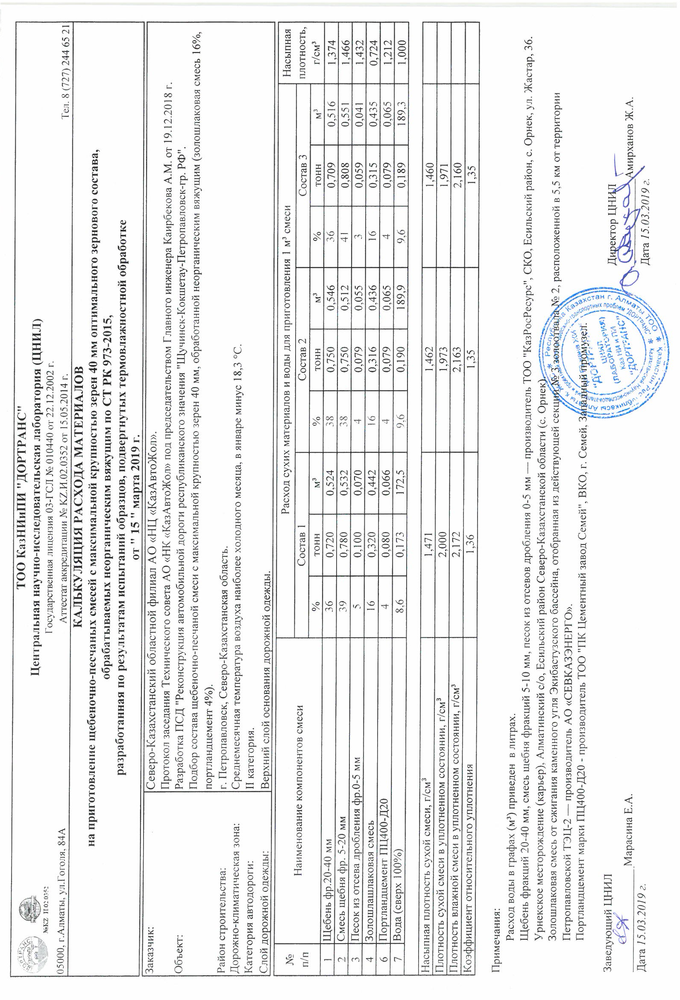 ТОО КазНИиПИ "ДОРТРАНС"
Центральная научно-исследовательская лаборатория (ЦНИЛ)
Государственная лицензия 03-ГСЛ № 010440 от 22.12.2002 г.
05000, г.Алматы, ул.Гоголя, 84А Аттестат аккредитации № KZ.И.02.0352 от 15.05.2014 г. Тел. 8 (727) 244 65 21
КАЛЬКУЛЯЦИЯ РАСХОДА МАТЕРИАЛОВ
на приготовление щебеночно-песчаных смесей с максимальной крупностью зерен 40 мм оптимального зернового состава,
обрабатываемых неорганическим вяжущим по СТ РК 973-2015,
разработанная по результатам испытаний образцов, подвергнутых термовлажностной обработке
от " 15 " марта 2019 г.
Заказчик: Северо-Казахстанский областной филиал АО «НЦ «КазАвтоЖол».
Протокол заседания Технического совета АО «НК «КазАвтоЖол» под председательством Главного инженера Каирбекова А.М. от 19.12.2018 г.
Объект: Разработка ПСД "Реконструкция автомобильной дороги республиканского значения "Щучинск-Кокшетау-Петропавловск-гр. РФ".
Подбор состава щебеночно-песчаной смеси с максимальной крупностью зерен 40 мм, обработанной неорганическим вяжущим (золошлаковая смесь 16%,
портландцемент 4%).
Район строительства: г. Петропавловск, Северо-Казахстанская область.
Дорожно-климатическая зона: Среднемесячная температура воздуха наиболее холодного месяца, в январе минус 18,3 °С.
Категория автодороги: II категория.
Слой дорожной одежды: Верхний слой основания дорожной одежды.
№ п/п Наименование компонентов смеси Расход сухих материалов и воды для приготовления 1 м³ смеси Насыпная плотность, г/см³
Состав 1 Состав 2 Состав 3
% тонн м³ % тонн м³ % тонн м³
1 Щебень фр.20-40 мм 36 0,720 0,524 38 0,750 0,546 36 0,709 0,516 1,374
2 Смесь щебня фр. 5-20 мм 39 0,780 0,532 38 0,750 0,512 41 0,808 0,551 1,466
3 Песок из отсева дробления фр.0-5 мм 5 0,100 0,070 4 0,079 0,055 3 0,059 0,041 1,432
4 Золошлашлаковая смесь 16 0,320 0,442 16 0,316 0,436 16 0,315 0,435 0,724
6 Портландцемент ПЦ400-Д20 4 0,080 0,066 4 0,079 0,065 4 0,079 0,065 1,212
7 Вода (сверх 100%) 8,6 0,173 172,5 9,6 0,190 189,9 9,6 0,189 189,3 1,000
Насыпная плотность сухой смеси, г/см³ 1,471 1,462 1,460
Плотность сухой смеси в уплотненном состоянии, г/см³ 2,000 1,973 1,971
Плотность влажной смеси в уплотненном состоянии, г/см³ 2,172 2,163 2,160
Коэффициент относительного уплотнения 1,36 1,35 1,35
Примечания:
Расход воды в графах (м³) приведен в литрах.
Щебень фракций 20-40 мм, смесь щебня фракций 5-10 мм, песок из отсевов дробления 0-5 мм — производитель ТОО "КазРосРесурс", СКО, Есильский район, с. Орнек, ул. Жастар, 36.
Урнекское месторождение (карьер), Алматинский с/о, Есильский район Северо-Казахстанской области (с. Орнек).
Золошлаковая смесь от сжигания каменного угля Экибастузского бассейна, отобранная из действующей секции № 3 золоотвала № 2, расположенной в 5,5 км от территории
Петропавловской ТЭЦ-2 — производитель АО «СЕВКАЗЭНЕРГО».
Портландцемент марки ПЦ400-Д20 - производитель ТОО "ПК Цементный завод Семей", ВКО, г. Семей, Западный промузел.
Заведующий ЦНИЛ Директор ЦНИЛ
Марасина Е.А. Амирханов Ж.А.
Дата 15.03.2019 г. Дата 15.03.2019 г.
ЦНИЛ
(ЛАБОРАТОРИЯ)
Каз НИ и ПИ
"ДОРТРАНС"